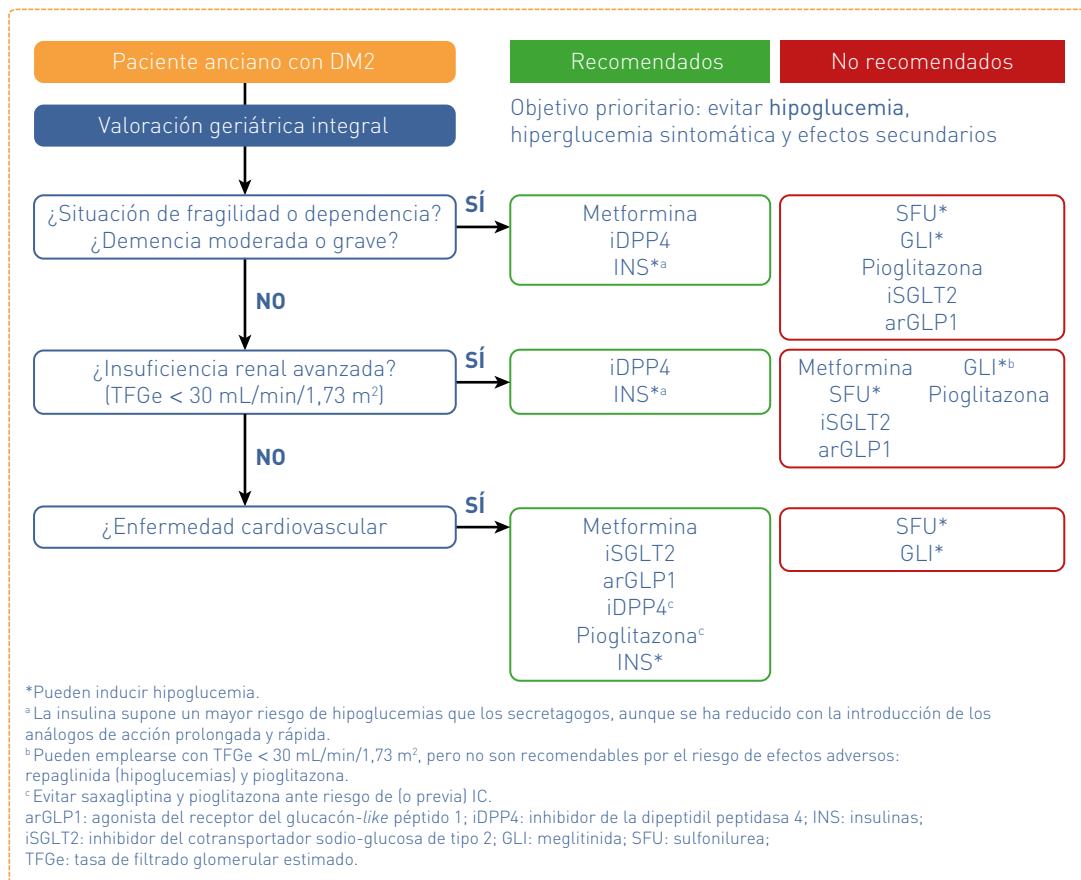 Paciente anciano con DM2
Recomendados
No recomendados
Valoración geriátrica integral
Objetivo prioritario: evitar hipoglucemia,
hiperglucemia sintomática y efectos secundarios
¿Situación de fragilidad o dependencia?
¿Demencia moderada o grave?
SÍ
Metformina
iDPP4
INS*ᵃ
SFU*
GLI*
Pioglitazona
iSGLT2
arGLP1
NO
¿Insuficiencia renal avanzada?
(TFGe < 30 mL/min/1,73 m²)
SÍ
iDPP4
INS*ᵃ
Metformina
SFU*
iSGLT2
arGLP1
GLI*ᵇ
Pioglitazona
NO
¿Enfermedad cardiovascular
SÍ
Metformina
iSGLT2
arGLP1
iDPP4ᶜ
Pioglitazonaᶜ
INS*
SFU*
GLI*
*Pueden inducir hipoglucemia.
ᵃ La insulina supone un mayor riesgo de hipoglucemias que los secretagogos, aunque se ha reducido con la introducción de los
análogos de acción prolongada y rápida.
ᵇ Pueden emplearse con TFGe < 30 mL/min/1,73 m², pero no son recomendables por el riesgo de efectos adversos:
repaglinida (hipoglucemias) y pioglitazona.
ᶜ Evitar saxagliptina y pioglitazona ante riesgo de (o previa) IC.
arGLP1: agonista del receptor del glucacón-like péptido 1; iDPP4: inhibidor de la dipeptidil peptidasa 4; INS: insulinas;
iSGLT2: inhibidor del cotransportador sodio-glucosa de tipo 2; GLI: meglitinida; SFU: sulfonilurea;
TFGe: tasa de filtrado glomerular estimado.